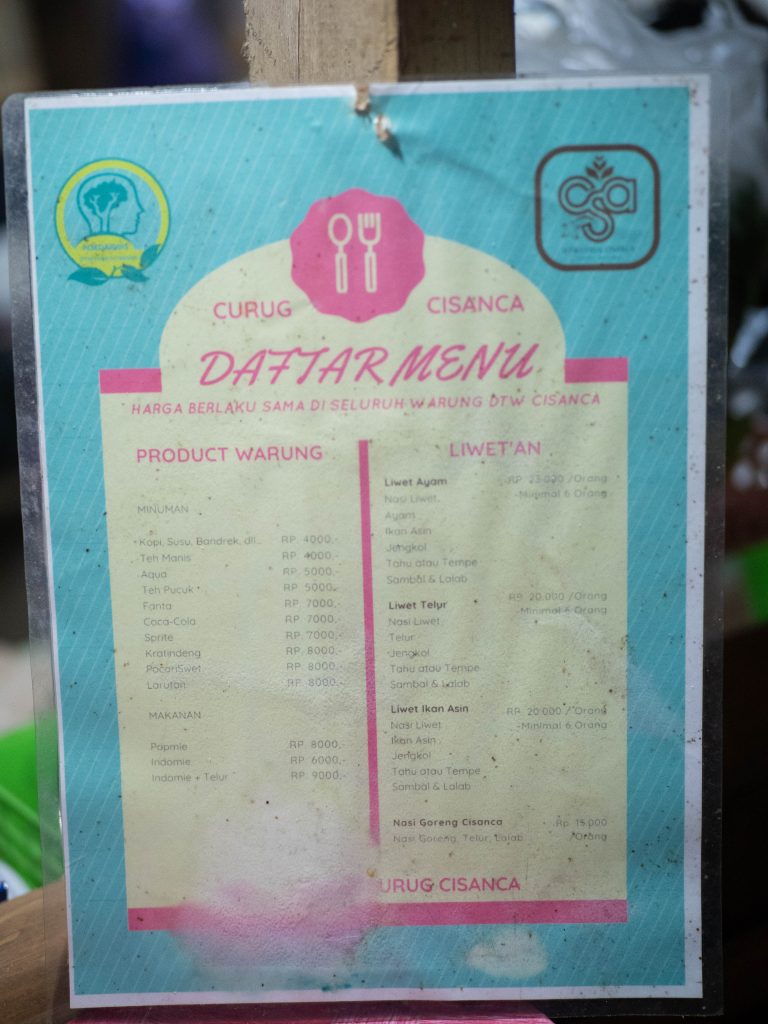 csa
CURUG CISANCA
DAFTAR MENU
HARGA BERLAKU SAMA DI SELURUH WARUNG DTW CISANCA
PRODUCT WARUNG
MINUMAN
Kopi, Susu, Bandrek, dll... RP 4000,-
Teh Manis RP 4000,-
Aqua RP 5000,-
Teh Pucuk RP 5000,-
Fanta RP 7000,-
Coca-Cola RP 7000,-
Sprite RP 7000,-
Kratindeng RP 8000,-
PocariSwet RP 8000,-
Larutan RP 8000,-
MAKANAN
Popmie RP 8000,-
Indomie RP 6000,-
Indomie + Telur RP 9000,-
LIWET'AN
Liwet Ayam RP 23.000 /Orang
Nasi Liwet -Minimal 6 Orang
Ayam
Ikan Asin
Jengkol
Tahu atau Tempe
Sambal & Lalab
Liwet Telur RP 20.000 /Orang
Nasi Liwet -Minimal 6 Orang
Telur
Jengkol
Tahu atau Tempe
Sambal & Lalab
Liwet Ikan Asin RP 20.000 /Orang
Nasi Liwet -Minimal 6 Orang
Ikan Asin
Jengkol
Tahu atau Tempe
Sambal & Lalab
Nasi Goreng Cisanca Rp 15.000
Nasi Goreng, Telur, Lalab /Orang
URUG CISANCA